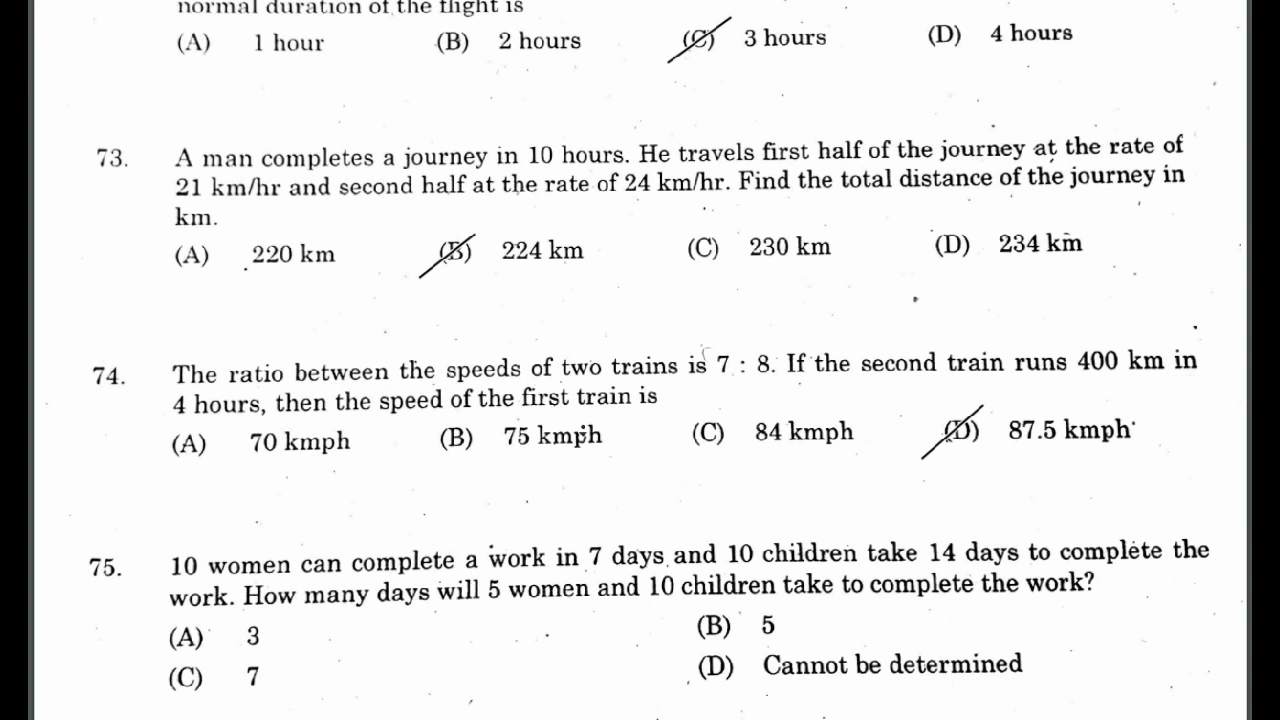 normal duration of the flight is
(A) 1 hour (B) 2 hours (C) 3 hours (D) 4 hours
73. A man completes a journey in 10 hours. He travels first half of the journey at the rate of
21 km/hr and second half at the rate of 24 km/hr. Find the total distance of the journey in
km.
(A) 220 km (B) 224 km (C) 230 km (D) 234 km
74. The ratio between the speeds of two trains is 7 : 8. If the second train runs 400 km in
4 hours, then the speed of the first train is
(A) 70 kmph (B) 75 kmph (C) 84 kmph (D) 87.5 kmph
75. 10 women can complete a work in 7 days and 10 children take 14 days to complete the
work. How many days will 5 women and 10 children take to complete the work?
(A) 3 (B) 5
(C) 7 (D) Cannot be determined